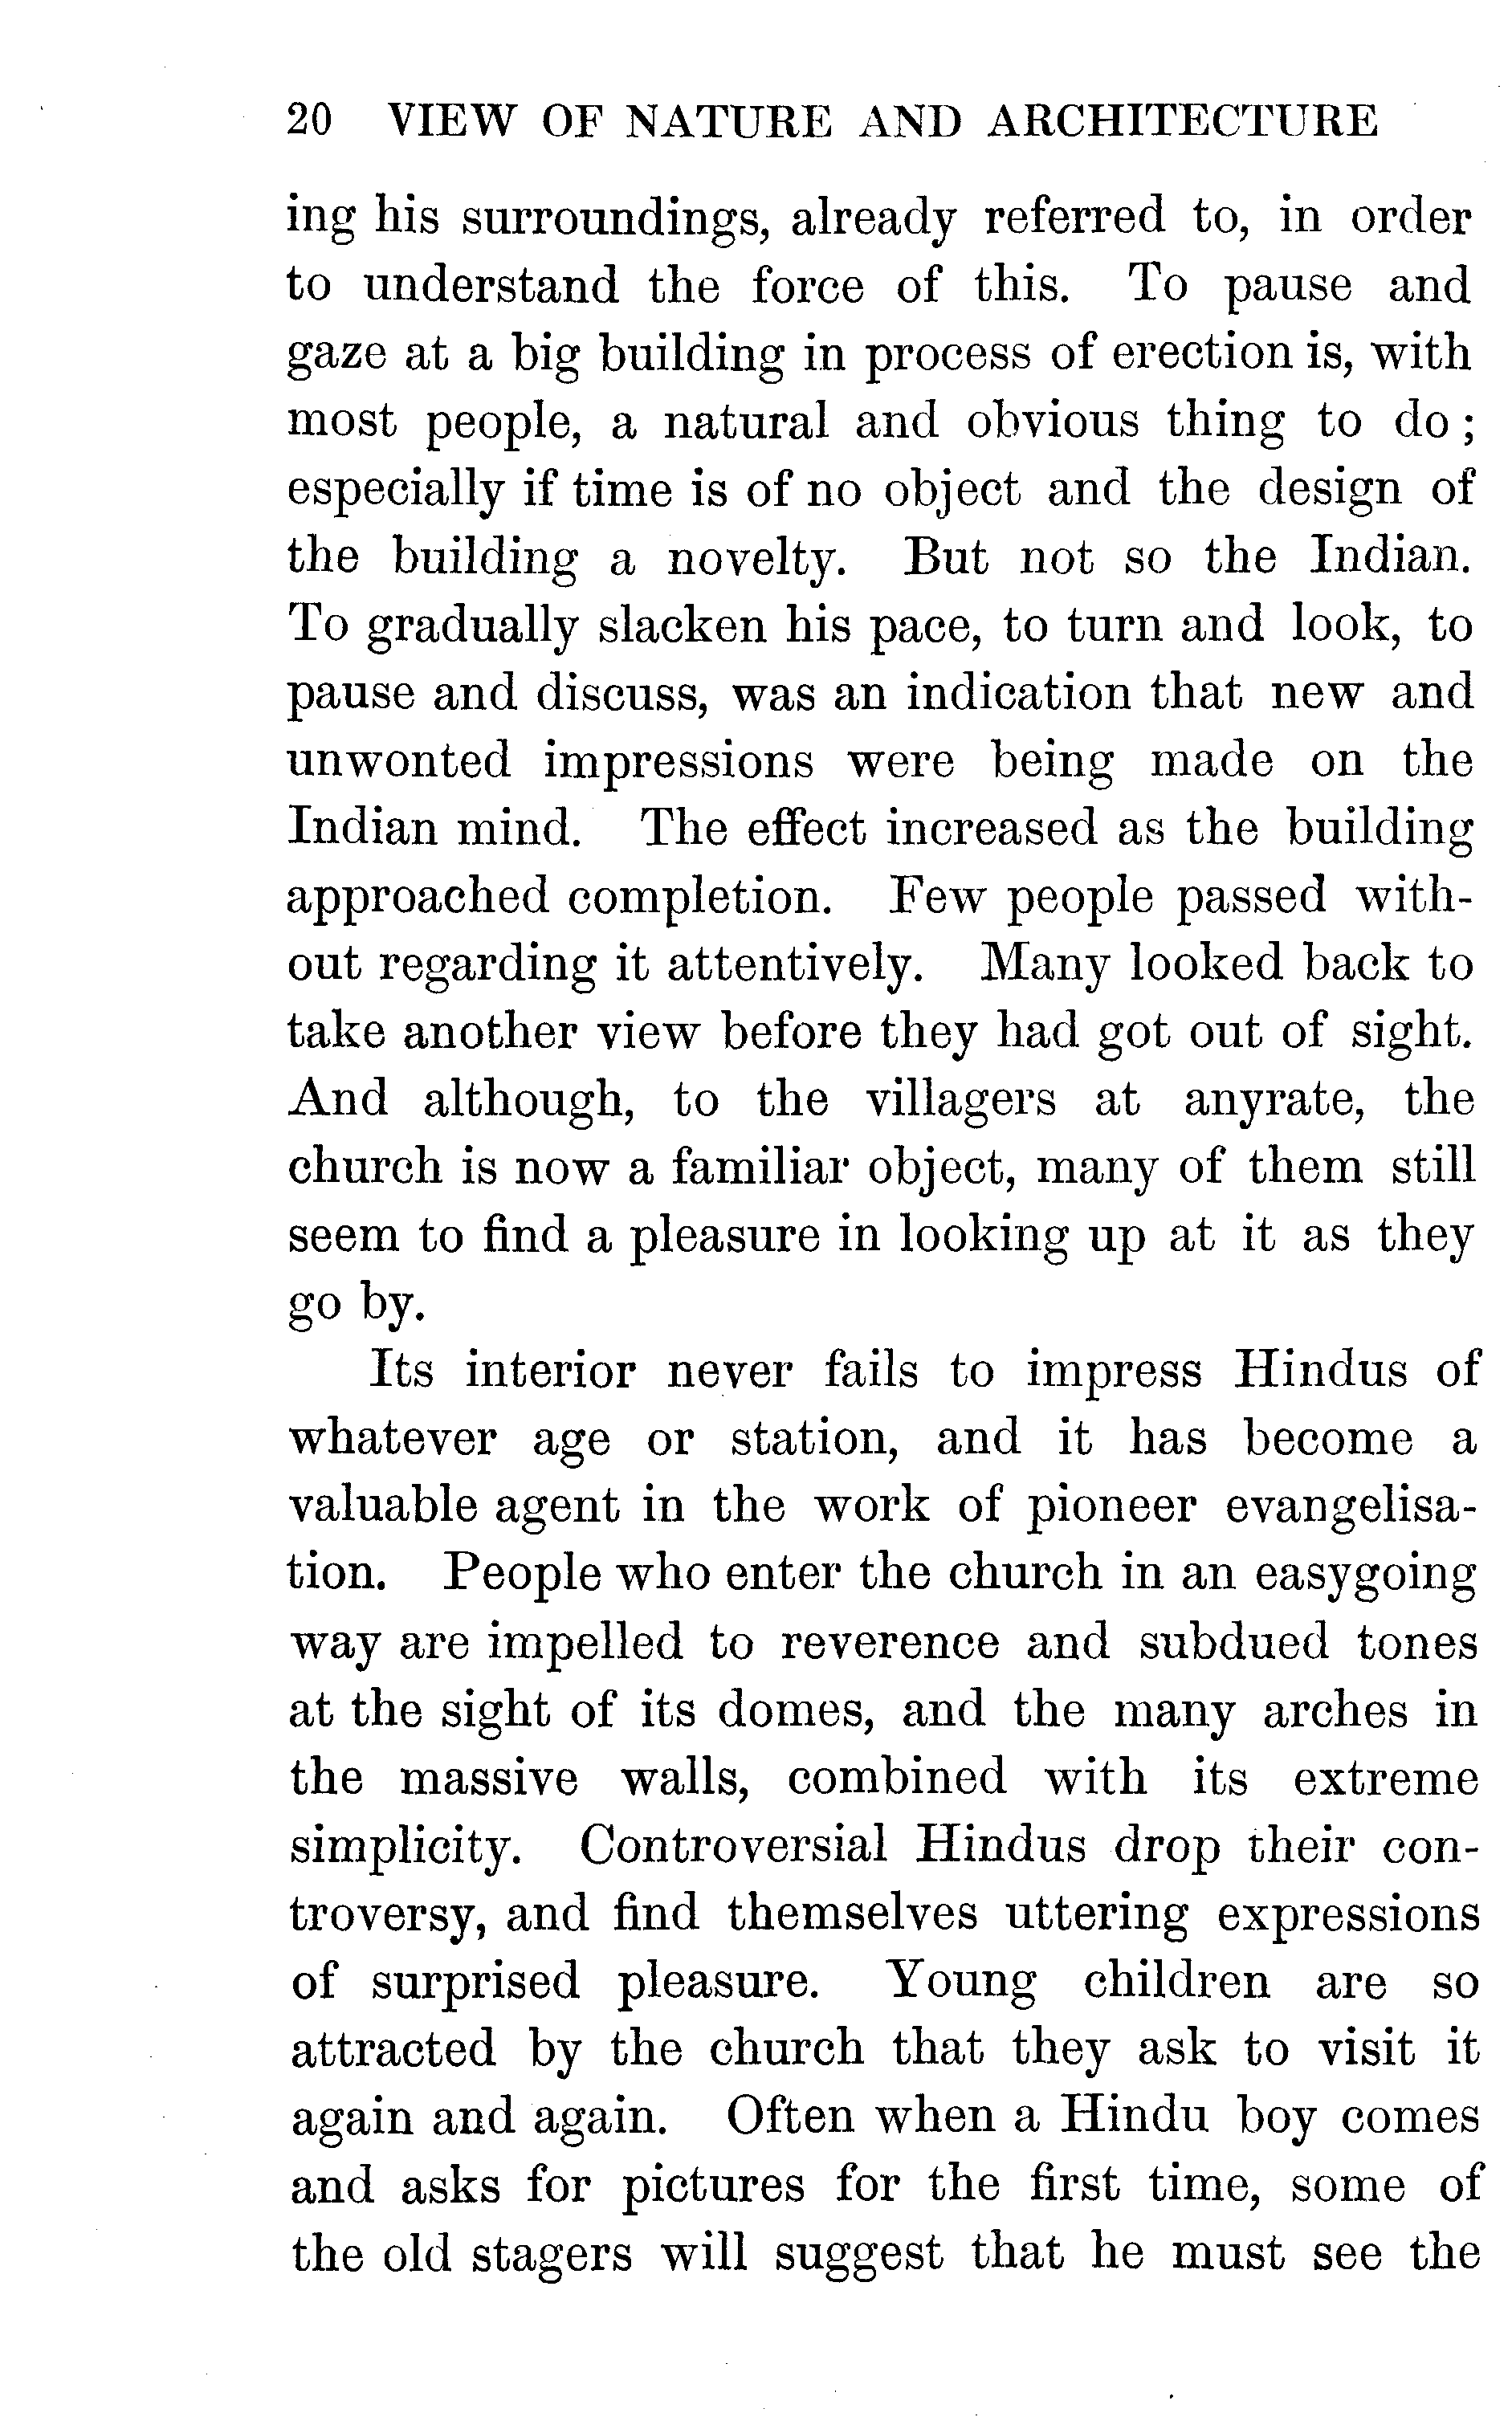 20 VIEW OF NATURE AND ARCHITECTURE
ing his surroundings, already referred to, in order
to understand the force of this. To pause and
gaze at a big building in process of erection is, with
most people, a natural and obvious thing to do;
especially if time is of no object and the design of
the building a novelty. But not so the Indian.
To gradually slacken his pace, to turn and look, to
pause and discuss, was an indication that new and
unwonted impressions were being made on the
Indian mind. The effect increased as the building
approached completion. Few people passed with-
out regarding it attentively. Many looked back to
take another view before they had got out of sight.
And although, to the villagers at anyrate, the
church is now a familiar object, many of them still
seem to find a pleasure in looking up at it as they
go by.
Its interior never fails to impress Hindus of
whatever age or station, and it has become a
valuable agent in the work of pioneer evangelisa-
tion. People who enter the church in an easygoing
way are impelled to reverence and subdued tones
at the sight of its domes, and the many arches in
the massive walls, combined with its extreme
simplicity. Controversial Hindus drop their con-
troversy, and find themselves uttering expressions
of surprised pleasure. Young children are so
attracted by the church that they ask to visit it
again and again. Often when a Hindu boy comes
and asks for pictures for the first time, some of
the old stagers will suggest that he must see the